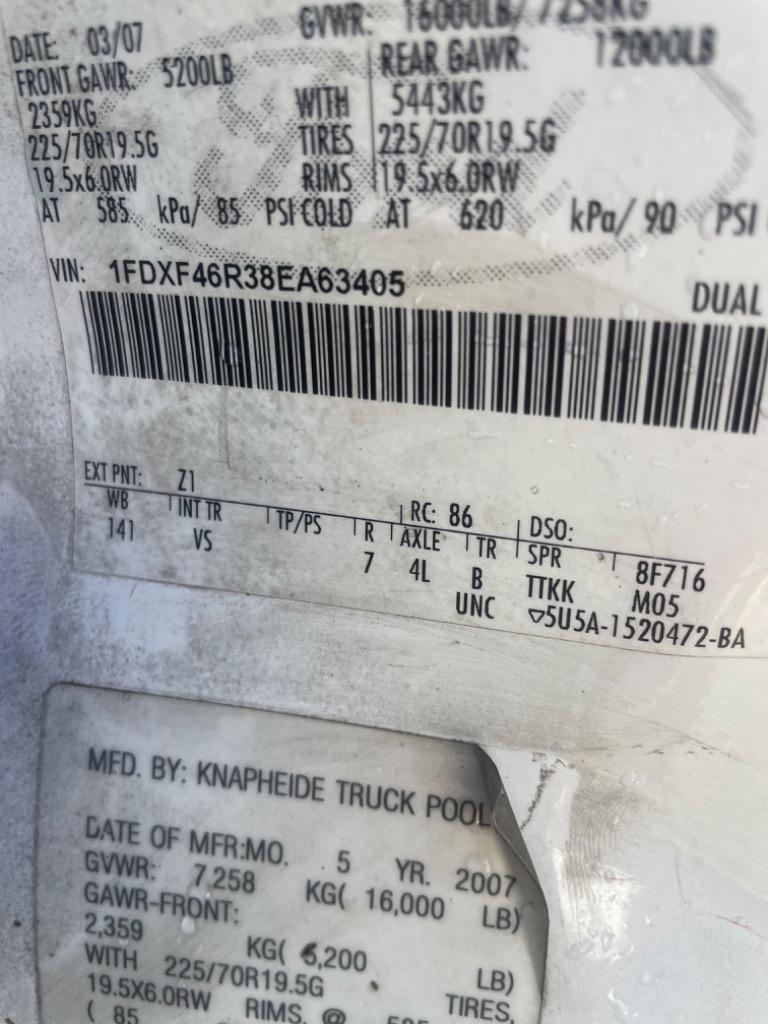 DATE: 03/07 GVWR: 16000LB/ 7258KG
FRONT GAWR: 5200LB REAR GAWR: 12000LB
2359KG WITH 5443KG
225/70R19.5G TIRES 225/70R19.5G
19.5x6.0RW RIMS 19.5x6.0RW
AT 585 kPa/ 85 PSI COLD AT 620 kPa/ 90 PSI
VIN: 1FDXF46R38EA63405 DUAL
EXT PNT: Z1 RC: 86 DSO:
WB INT TR TP/PS R AXLE TR SPR 8F716
141 VS 7 4L B TTKK M05
UNC ▽5U5A-1520472-BA
MFD. BY: KNAPHEIDE TRUCK POOL
DATE OF MFR:MO. 5 YR. 2007
GVWR: 7,258 KG( 16,000 LB)
GAWR-FRONT:
2,359 KG( 5,200 LB)
WITH 225/70R19.5G TIRES,
19.5X6.0RW RIMS, @ 585
( 85